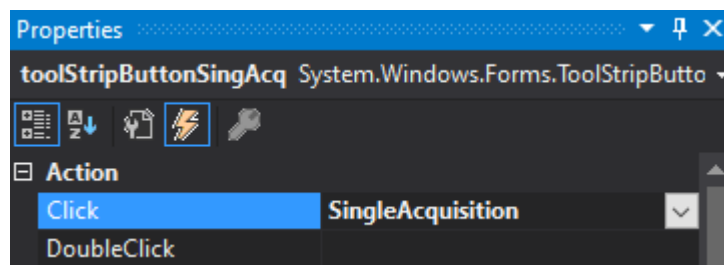 Properties
toolStripButtonSingAcq System.Windows.Forms.ToolStripButto
Action
Click SingleAcquisition
DoubleClick